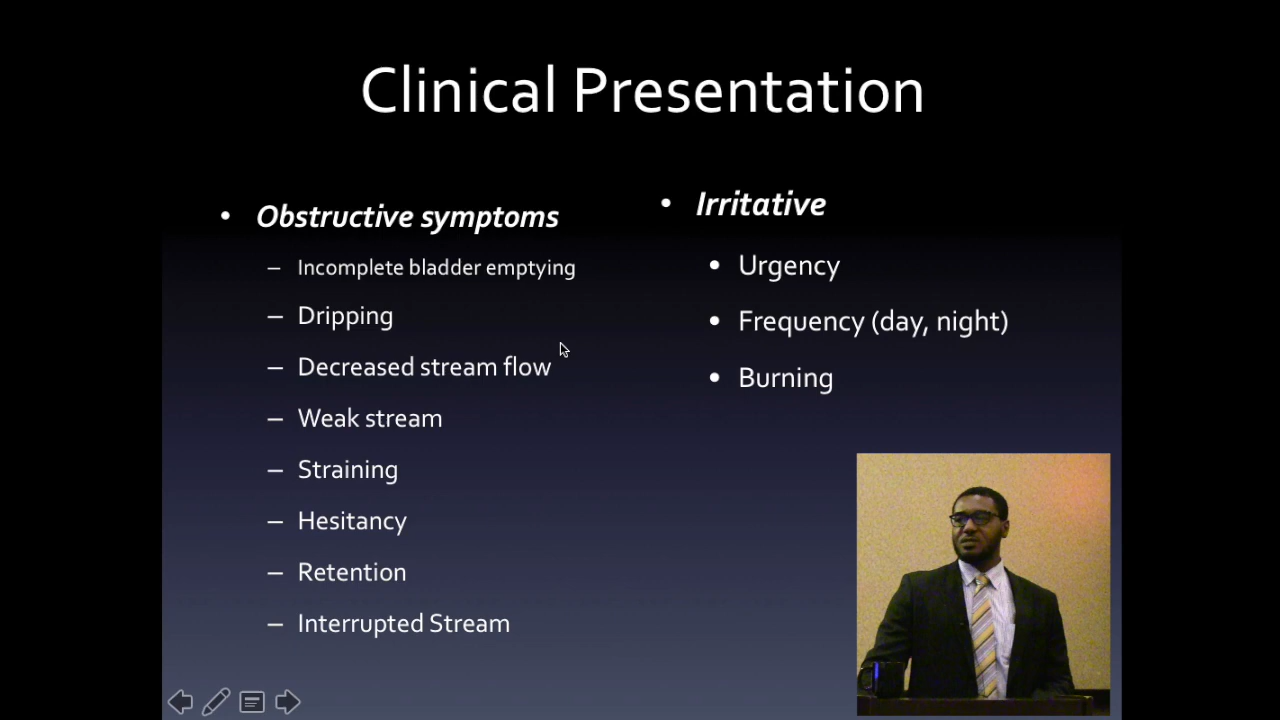 Clinical Presentation
• Obstructive symptoms
– Incomplete bladder emptying
– Dripping
– Decreased stream flow
– Weak stream
– Straining
– Hesitancy
– Retention
– Interrupted Stream
• Irritative
• Urgency
• Frequency (day, night)
• Burning